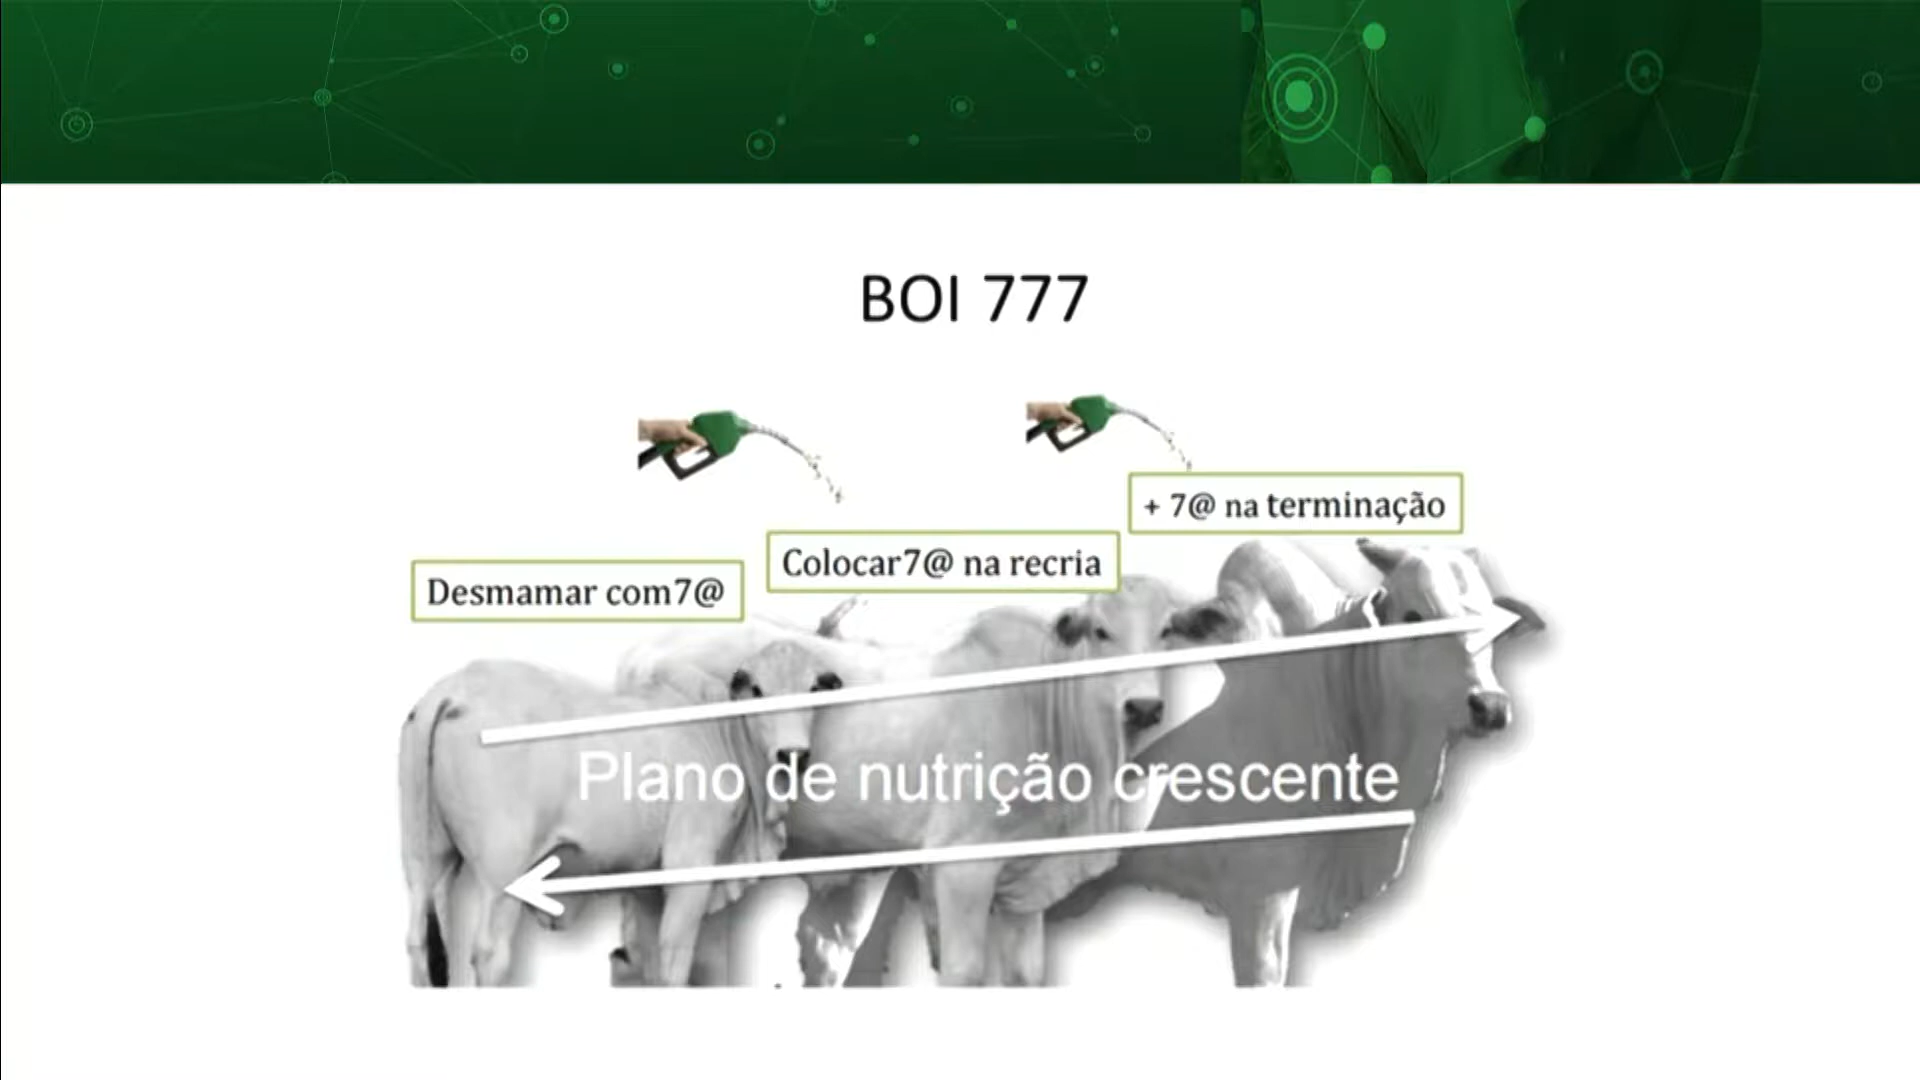 BOI 777
+ 7@ na terminação
Colocar7@ na recria
Desmamar com7@
Plano de nutrição crescente